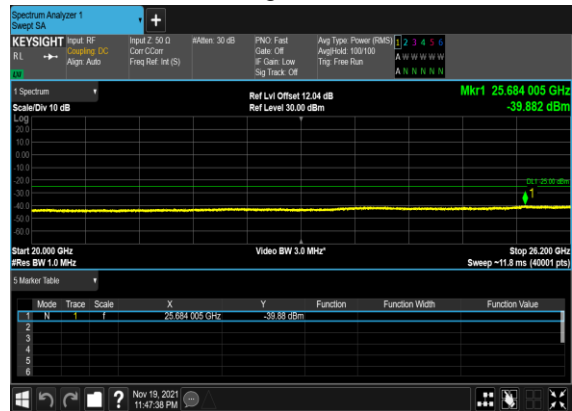 Spectrum Analyzer 1
Swept SA
+
KEYSIGHT Input: RF Input Z: 50 Ω #Atten: 30 dB PNO: Fast Avg Type: Power (RMS) 1 2 3 4 5 6
RL Coupling: DC Corr CCorr Gate: Off Avg|Hold: 100/100 A W W W W W
Align: Auto Freq Ref: Int (S) IF Gain: Low Trig: Free Run
LW Sig Track: Off A N N N N N
1 Spectrum Ref Lvl Offset 12.04 dB Mkr1 25.684 005 GHz
Scale/Div 10 dB Ref Level 30.00 dBm -39.882 dBm
Log
20.0
10.0
0.00
-10.0
-20.0
DL1 -25.00 dBm
-30.0
1
-40.0
-50.0
-60.0
Start 20.000 GHz Video BW 3.0 MHz* Stop 26.200 GHz
#Res BW 1.0 MHz Sweep ~11.8 ms (40001 pts)
5 Marker Table
Mode Trace Scale X Y Function Function Width Function Value
1 N 1 f 25.684 005 GHz -39.88 dBm
2
3
4
5
6
? Nov 19, 2021
11:47:38 PM